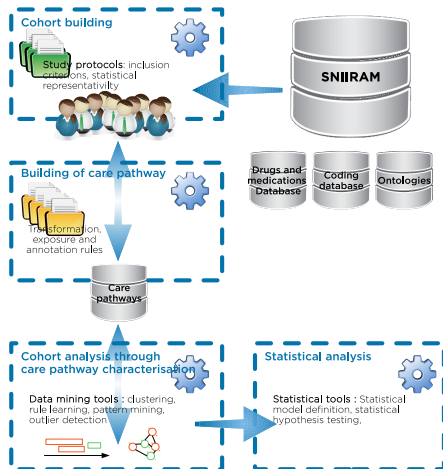 Cohort building
Study protocols: inclusion
criterions, statistical
representativilty
SNIIRAM
Building of care pathway
Transformation,
exposure and
annotation rules
Drugs and
medications
Database
Coding
database
Ontologies
Care
pathways
Cohort analysis through
care pathway characterisation
Data mining tools : clustering,
rule learning, pattern mining,
outlier detection
Statistical analysis
Statistical tools : Statistical
model definition, statistical
hypothesis testing,